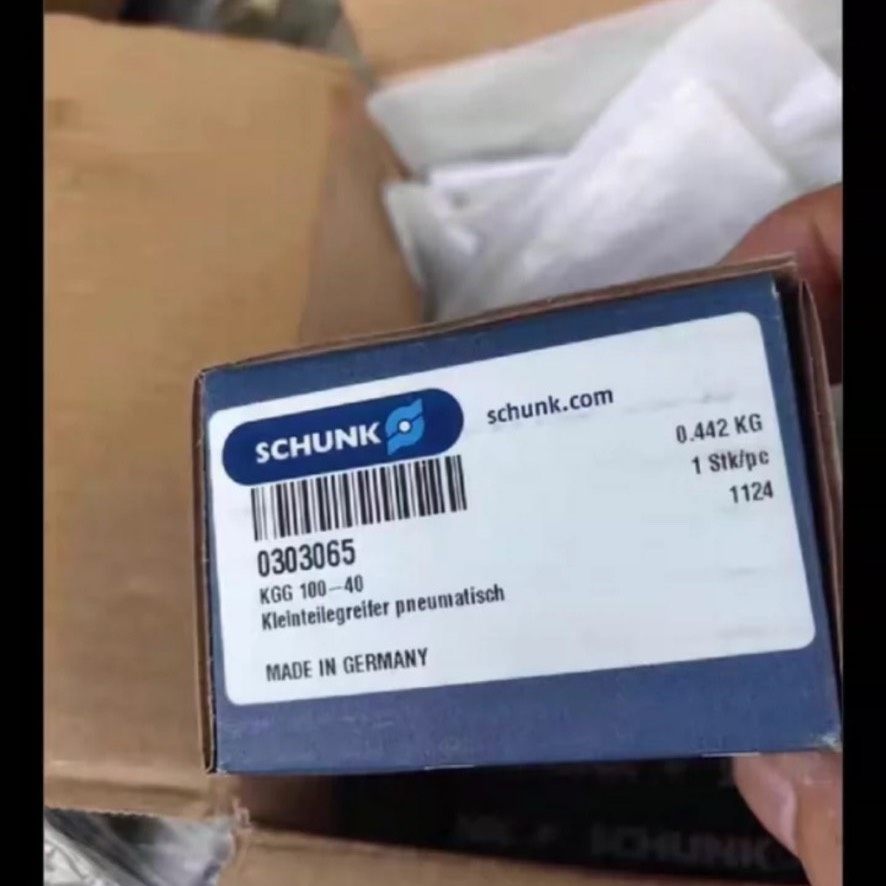 SCHUNK
schunk.com
0.442 KG
1 Stk/pc
1124
0303065
KGG 100-40
Kleinteilegreifer pneumatisch
MADE IN GERMANY
SCHUNK